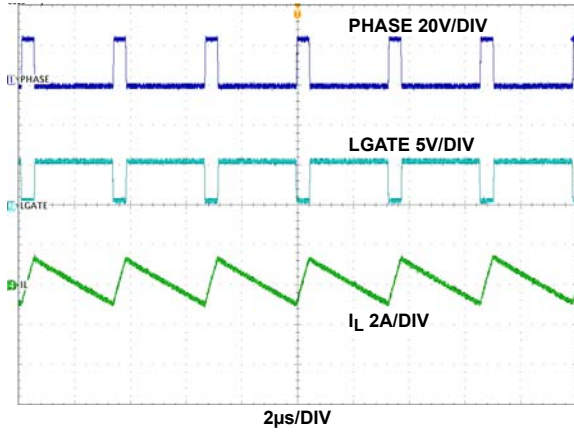 PHASE 20V/DIV
PHASE
LGATE 5V/DIV
LGATE
IL
IL 2A/DIV
2μs/DIV